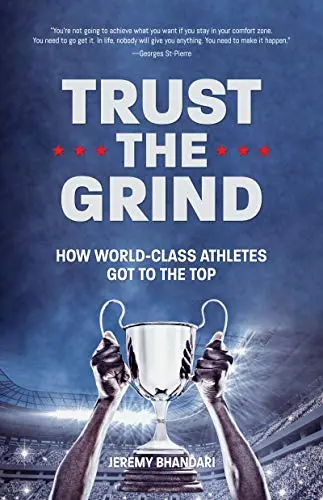 "You're not going to achieve what you want if you stay in your comfort zone.
You need to go get it. In life, nobody will give you anything. You need to make it happen."
—Georges St-Pierre
TRUST
THE
GRIND
HOW WORLD-CLASS ATHLETES
GOT TO THE TOP
JEREMY BHANDARI